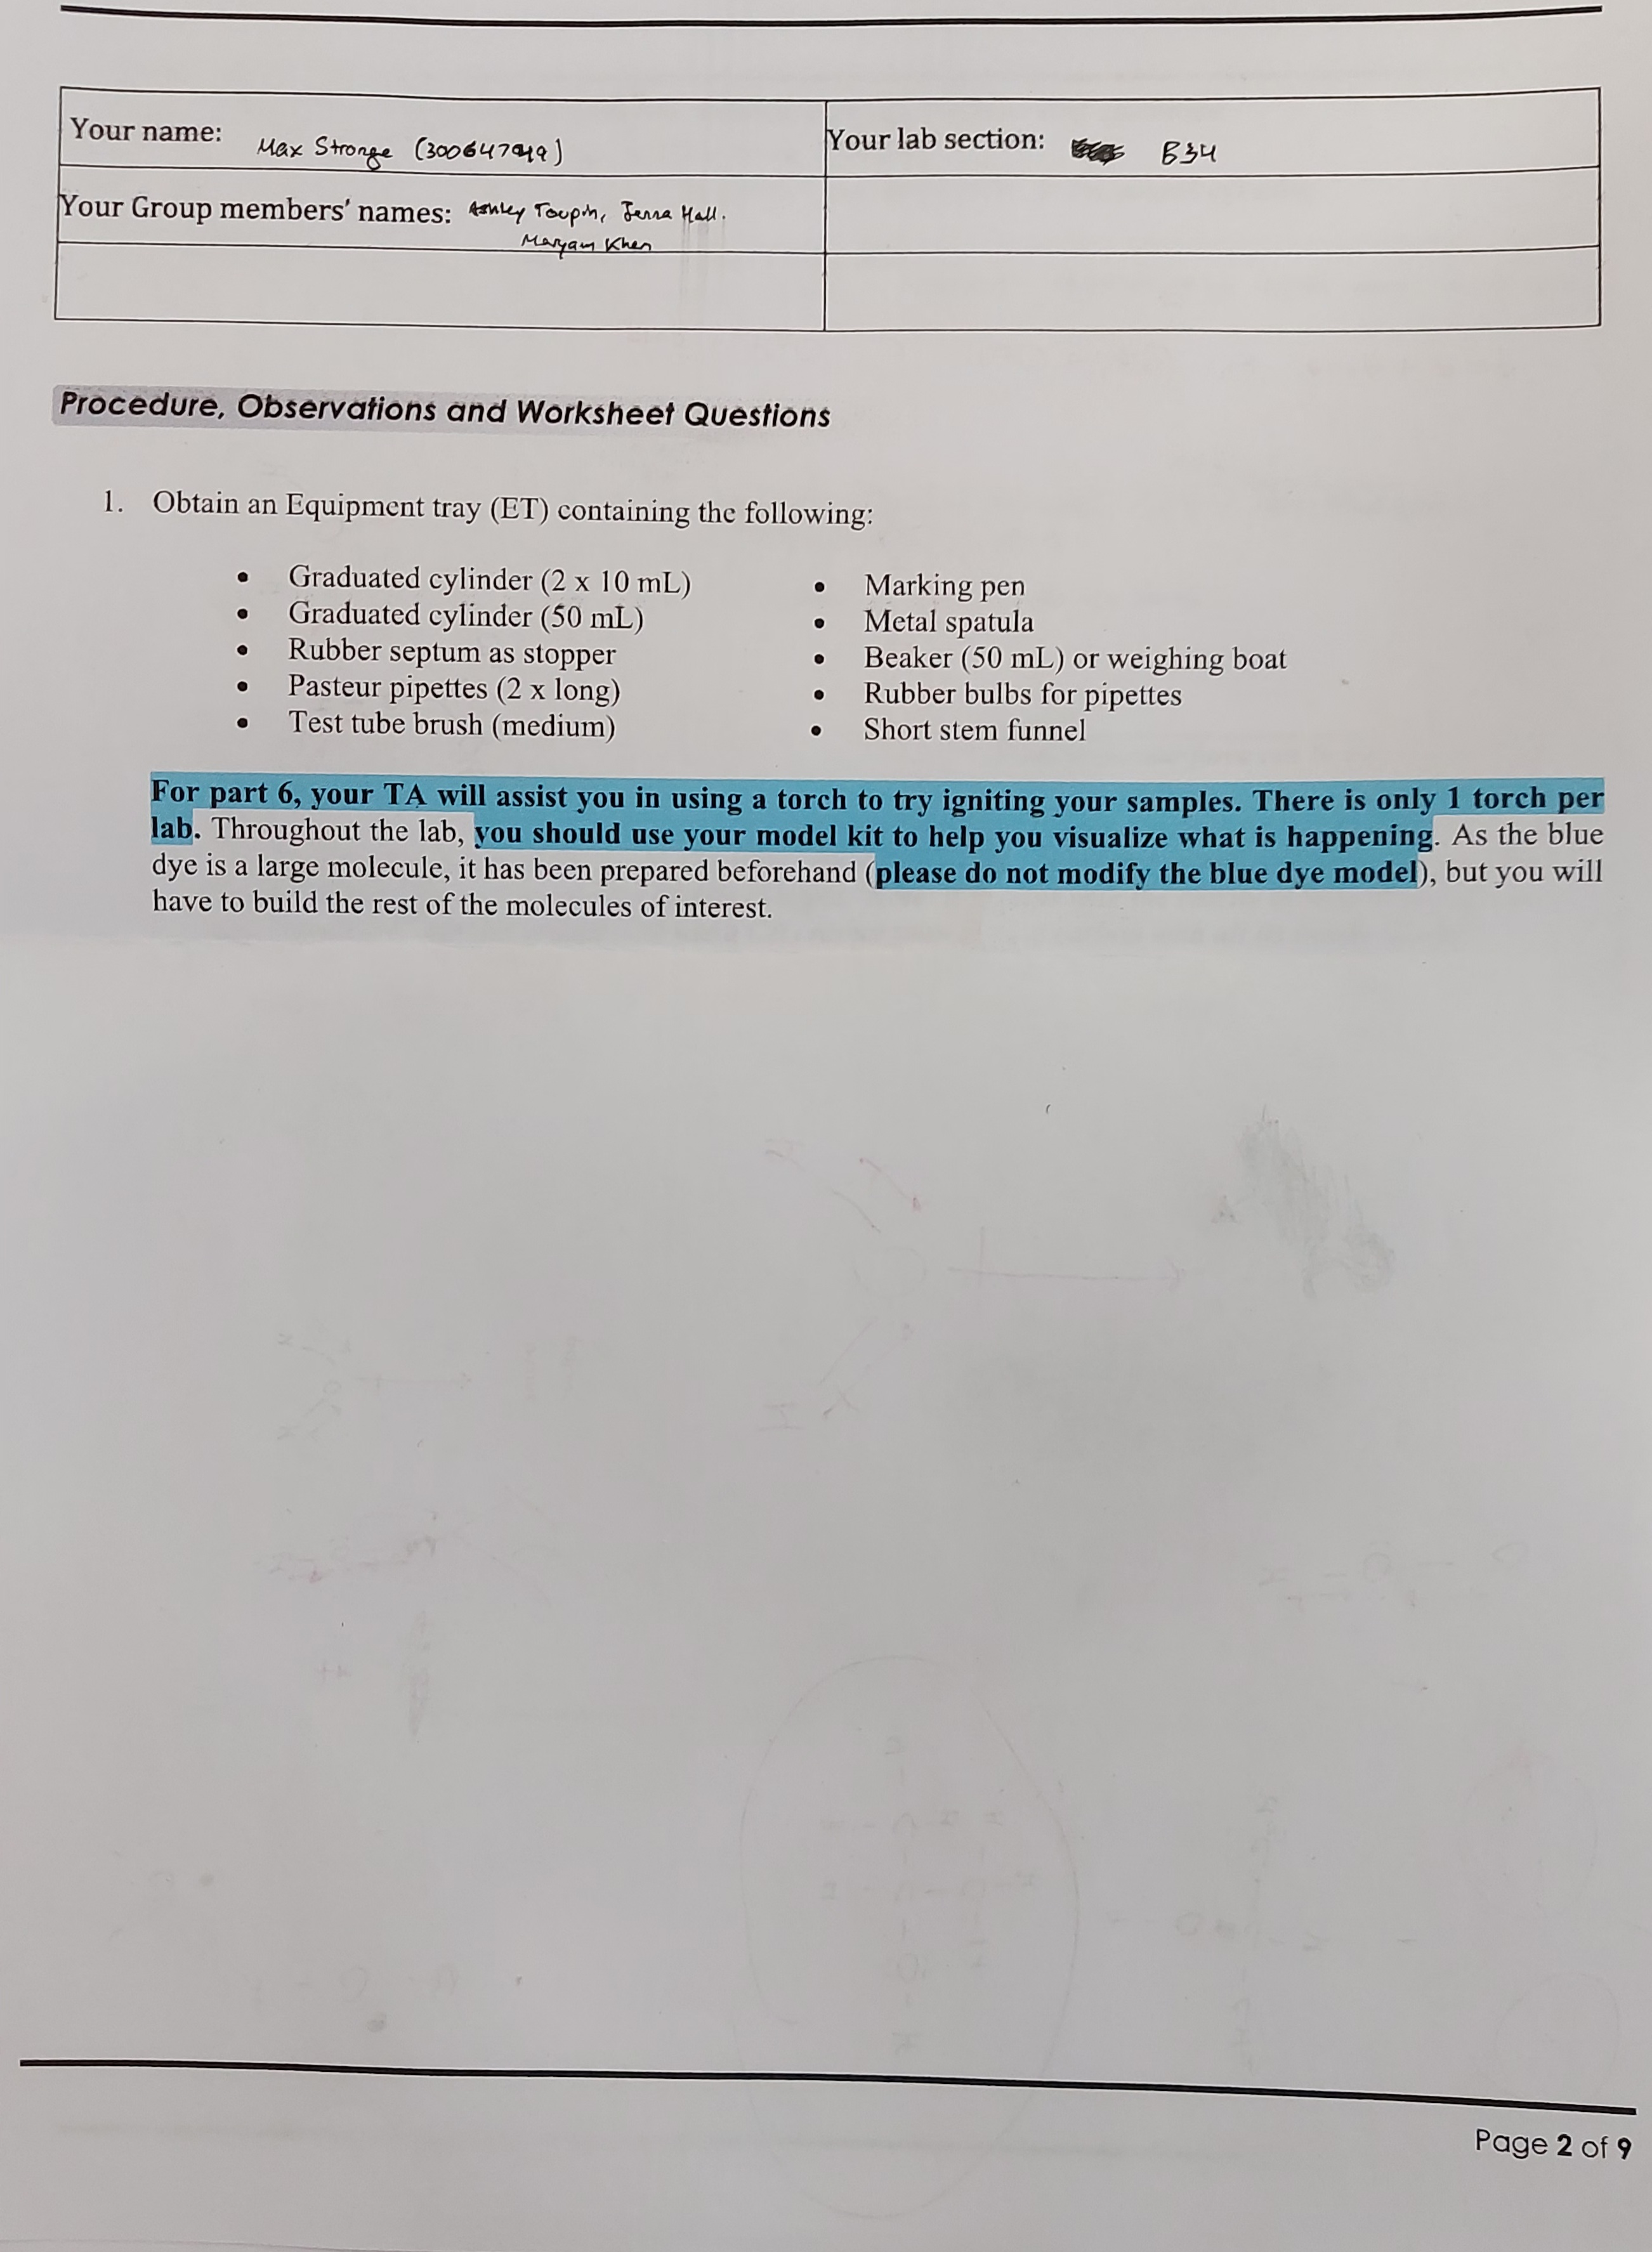 Your name: Max Stronge
Your lab section: B34
Your Group members' names: Ashley Toupin, Jenna Hall.
Maryam Khan
Procedure, Observations and Worksheet Questions
1. Obtain an Equipment tray (ET) containing the following:
• Graduated cylinder (2 x 10 mL)
• Graduated cylinder (50 mL)
• Rubber septum as stopper
• Pasteur pipettes (2 x long)
• Test tube brush (medium)
• Marking pen
• Metal spatula
• Beaker (50 mL) or weighing boat
• Rubber bulbs for pipettes
• Short stem funnel
For part 6, your TA will assist you in using a torch to try igniting your samples. There is only 1 torch per
lab. Throughout the lab, you should use your model kit to help you visualize what is happening. As the blue
dye is a large molecule, it has been prepared beforehand (please do not modify the blue dye model), but you will
have to build the rest of the molecules of interest.
Page 2 of 9